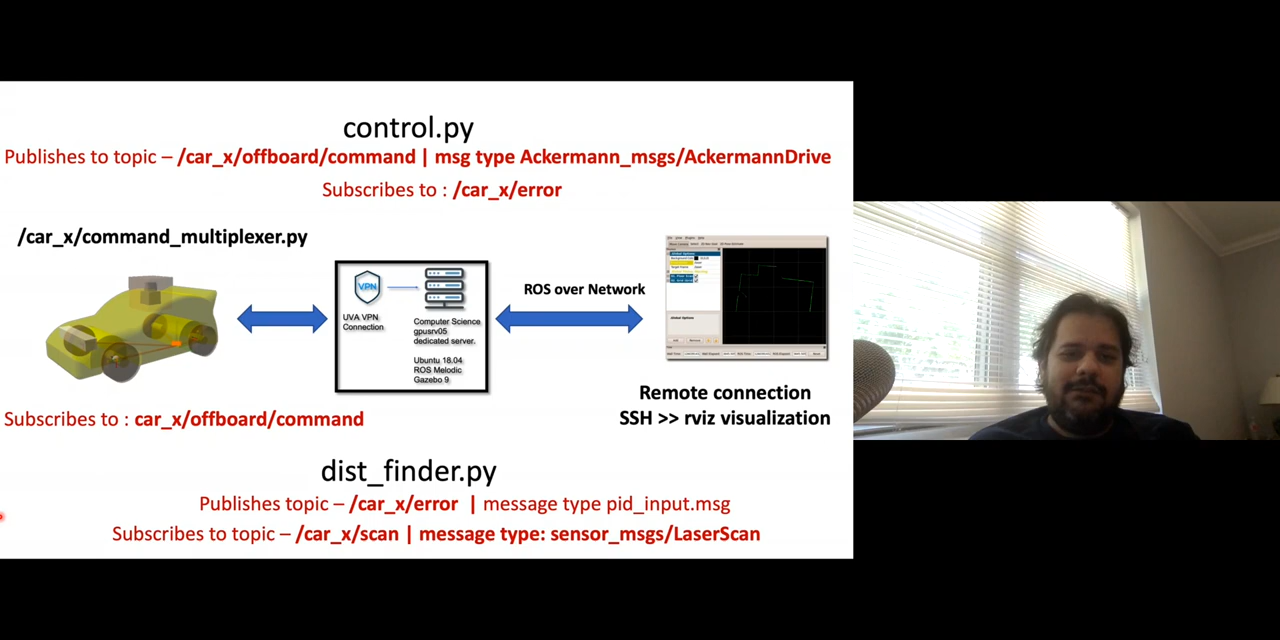 control.py
Publishes to topic – /car_x/offboard/command | msg type Ackermann_msgs/AckermannDrive
Subscribes to : /car_x/error
/car_x/command_multiplexer.py
VPN
UVA VPN
Connection
Computer Science
gpusrv05
dedicated server.
Ubuntu 18.04
ROS Melodic
Gazebo 9
ROS over Network
Remote connection
SSH >> rviz visualization
Subscribes to : car_x/offboard/command
dist_finder.py
Publishes topic – /car_x/error | message type pid_input.msg
Subscribes to topic – /car_x/scan | message type: sensor_msgs/LaserScan